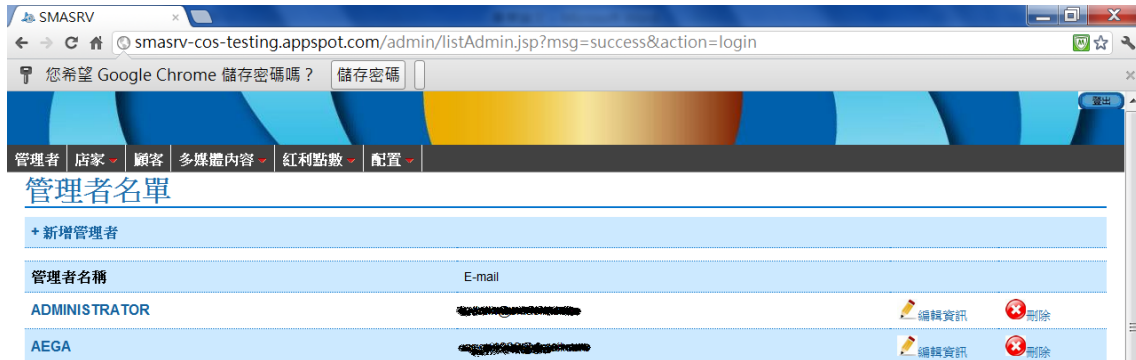 SMASRV
smasrv-cos-testing.appspot.com/admin/listAdmin.jsp?msg=success&action=login
您希望 Google Chrome 儲存密碼嗎？ 儲存密碼
登出
管理者 店家 顧客 多媒體內容 紅利點數 配置
管理者名單
+ 新增管理者
管理者名稱 E-mail
ADMINISTRATOR 編輯資訊 刪除
AEGA 編輯資訊 刪除